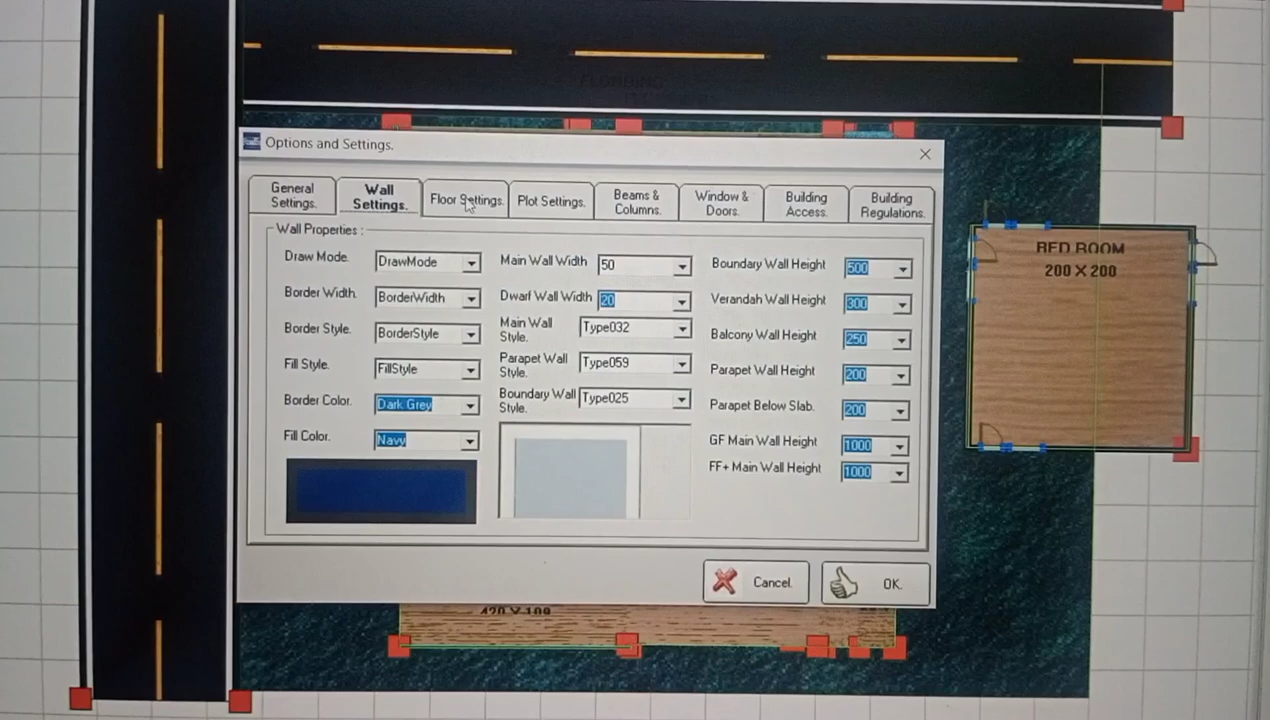 Options and Settings.
General Settings.
Wall Settings.
Floor Settings.
Plot Settings.
Beams & Columns.
Window & Doors.
Building Access.
Building Regulations.
Wall Properties :
Draw Mode. DrawMode
Border Width. BorderWidth
Border Style. BorderStyle
Fill Style. FillStyle
Border Color. Dark Grey
Fill Color. Navy
Main Wall Width 50
Dwarf Wall Width 20
Main Wall Style. Type032
Parapet Wall Style. Type059
Boundary Wall Style. Type025
Boundary Wall Height 500
Verandah Wall Height 300
Balcony Wall Height 250
Parapet Wall Height 200
Parapet Below Slab. 200
GF Main Wall Height 1000
FF+ Main Wall Height 1000
Cancel.
OK.
BED ROOM
200 X 200
420 X 100